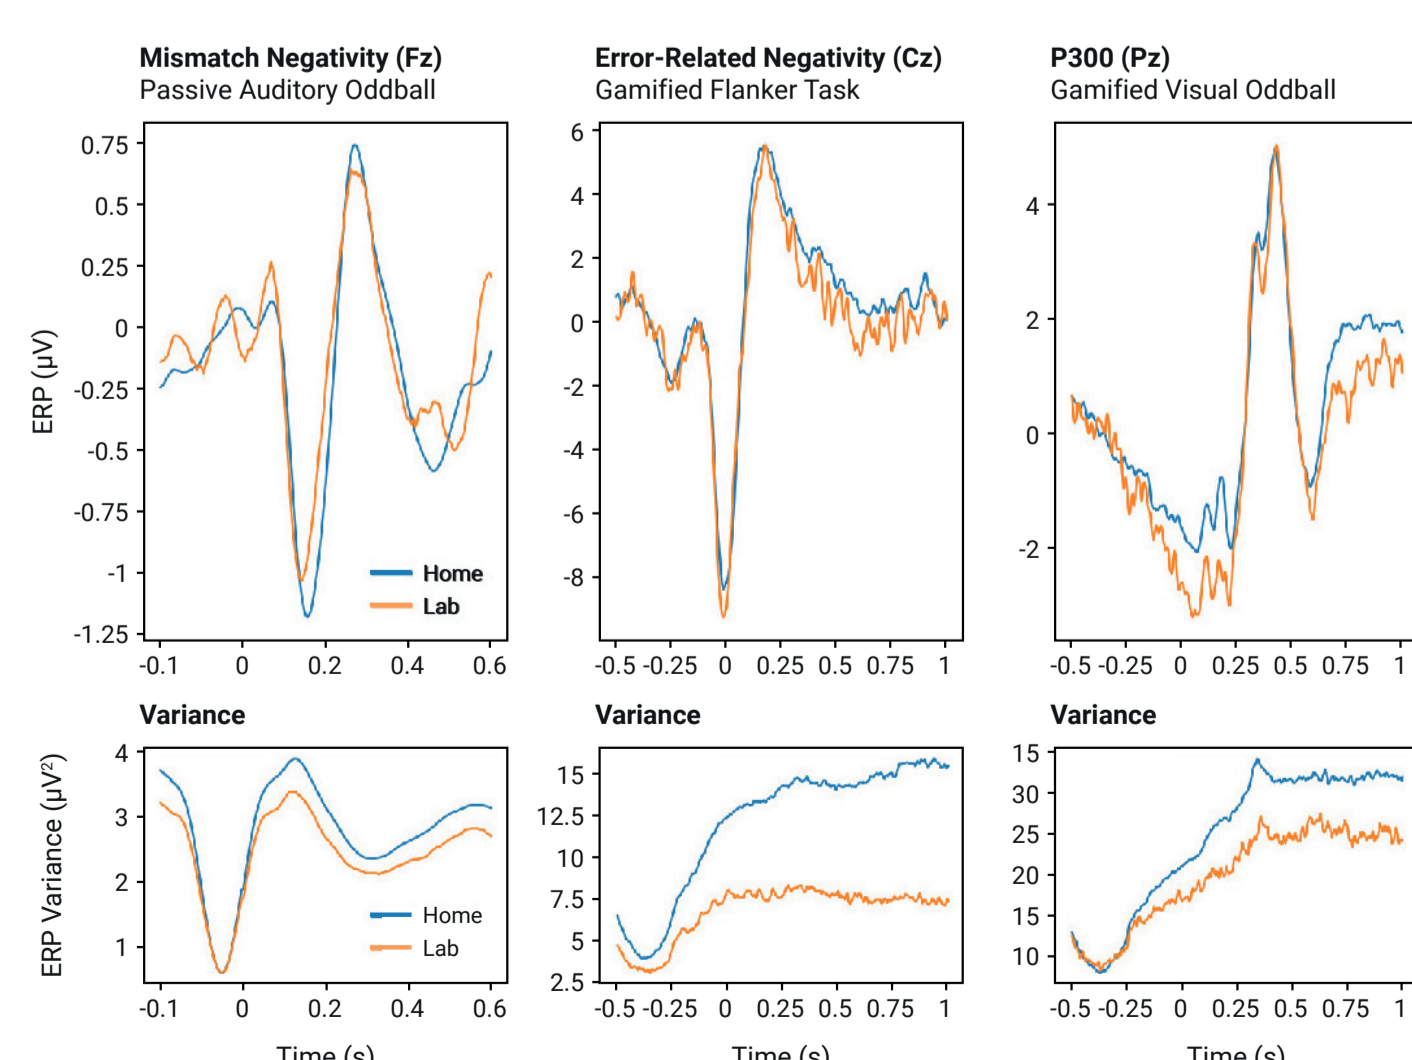 Mismatch Negativity (Fz)
Passive Auditory Oddball
Error-Related Negativity (Cz)
Gamified Flanker Task
P300 (Pz)
Gamified Visual Oddball
ERP (µV)
0.75
0.5
0.25
0
-0.25
-0.5
-0.75
-1
-1.25
Home
Lab
-0.1 0 0.2 0.4 0.6
6
4
2
0
-2
-4
-6
-8
-0.5 -0.25 0 0.25 0.5 0.75 1
4
2
0
-2
-0.5 -0.25 0 0.25 0.5 0.75 1
Variance
Variance
Variance
ERP Variance (µV²)
4
3
2
1
Home
Lab
-0.1 0 0.2 0.4 0.6
Time (s)
15
12.5
10
7.5
5
2.5
-0.5 -0.25 0 0.25 0.5 0.75 1
Time (s)
15
30
25
20
15
10
-0.5 -0.25 0 0.25 0.5 0.75 1
Time (s)